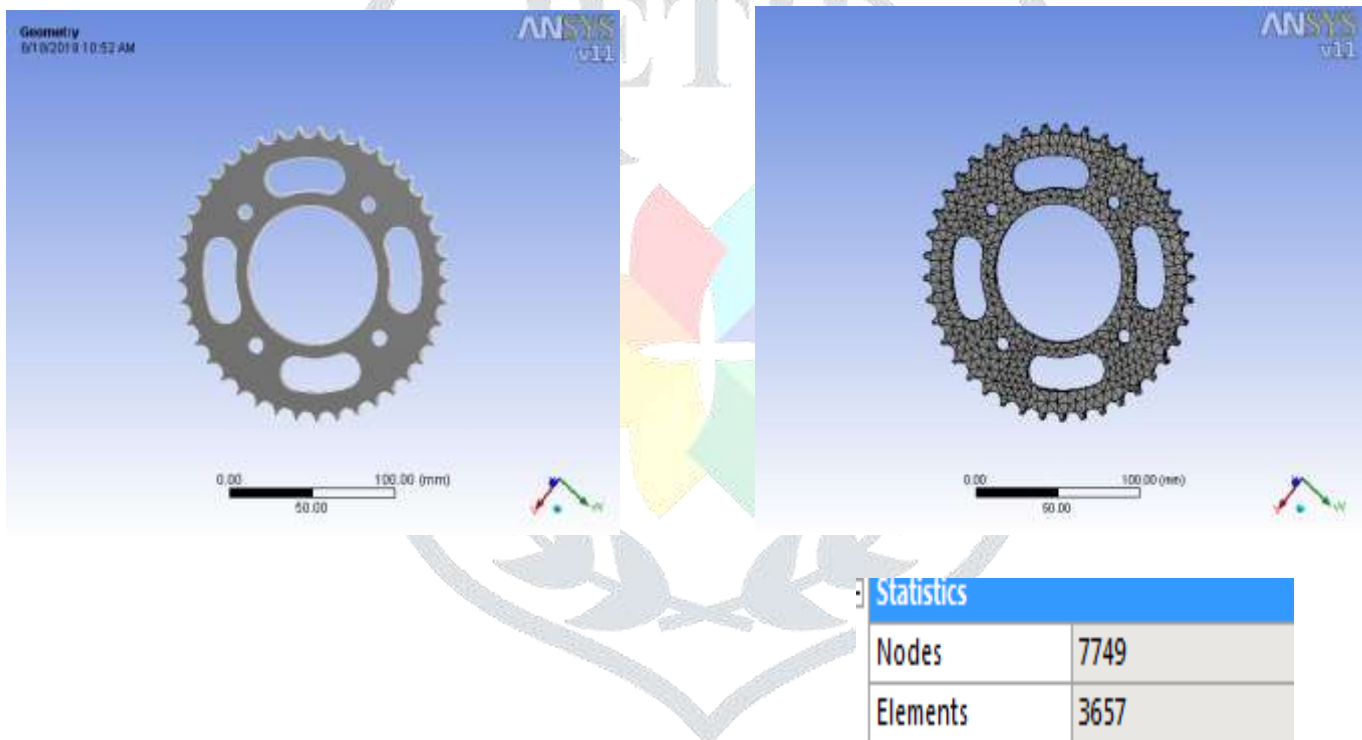 Geometry
ANSYS
v11
0.00 100.00 (mm)
50.00
ANSYS
v11
0.00 100.00 (mm)
50.00
Statistics
Nodes 7749
Elements 3657